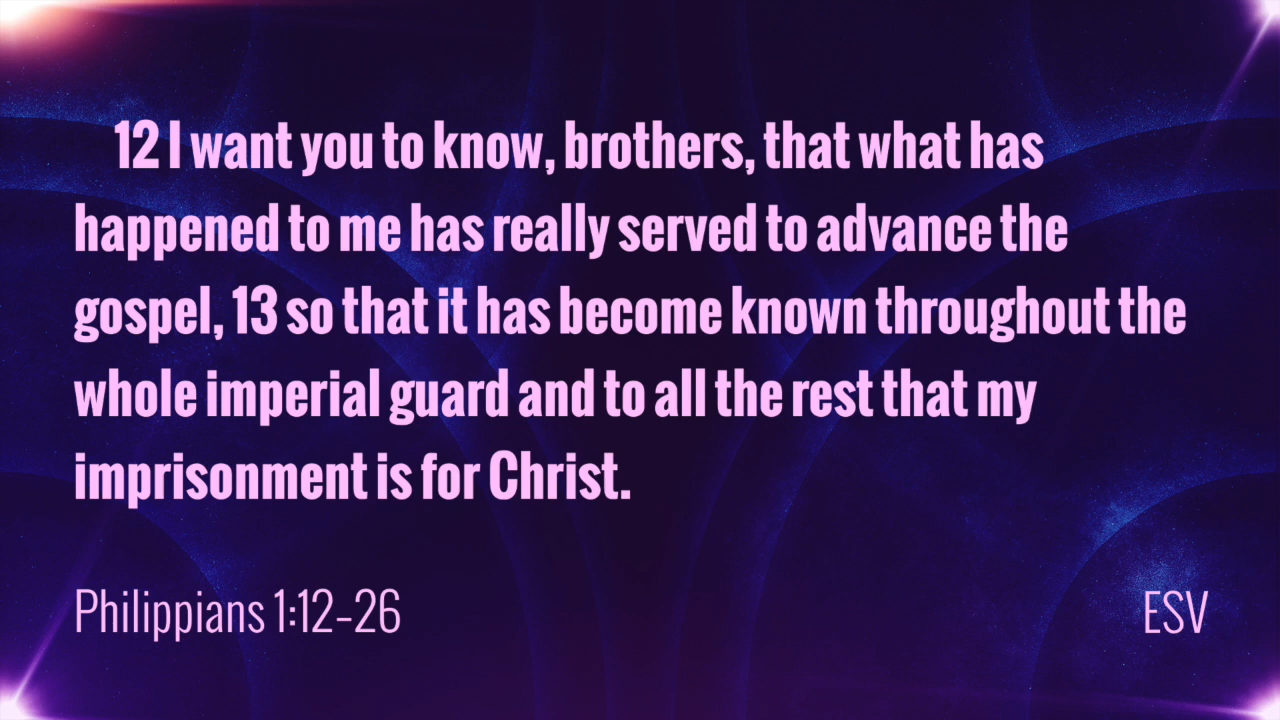 12 I want you to know, brothers, that what has
happened to me has really served to advance the
gospel, 13 so that it has become known throughout the
whole imperial guard and to all the rest that my
imprisonment is for Christ.
Philippians 1:12–26
ESV